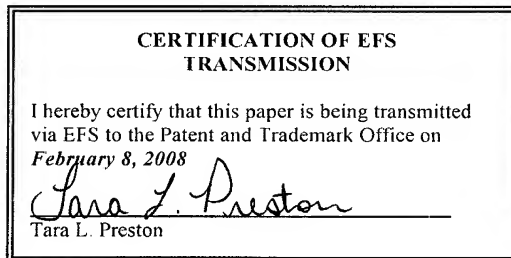 CERTIFICATION OF EFS
TRANSMISSION
I hereby certify that this paper is being transmitted
via EFS to the Patent and Trademark Office on
February 8, 2008
Tara L. Preston
Tara L. Preston